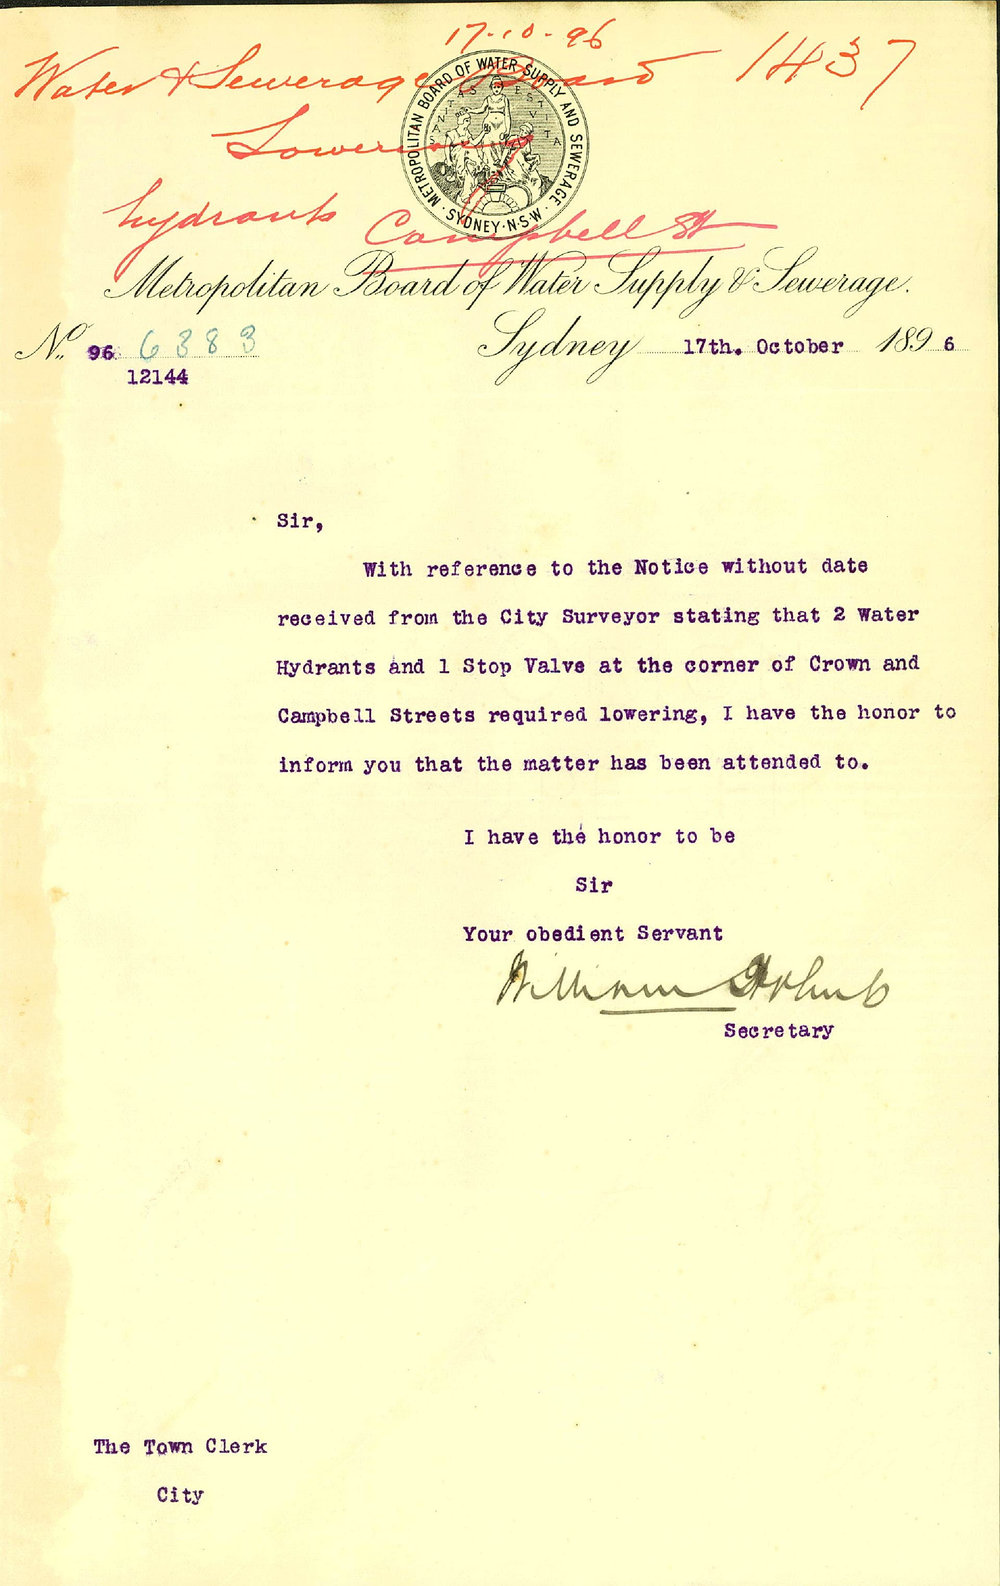 17-10-96
Water & Sewerage Board 1437
Lowering
hydrants Campbell St
METROPOLITAN BOARD OF WATER SUPPLY AND SEWERAGE
· SYDNEY · N·S·W ·
Metropolitan Board of Water Supply & Sewerage.
No. 96 6383 Sydney 17th. October 1896
12144
Sir,
With reference to the Notice without date
received from the City Surveyor stating that 2 Water
Hydrants and 1 Stop Valve at the corner of Crown and
Campbell Streets required lowering, I have the honor to
inform you that the matter has been attended to.
I have the honor to be
Sir
Your obedient Servant
William
Secretary
The Town Clerk
City